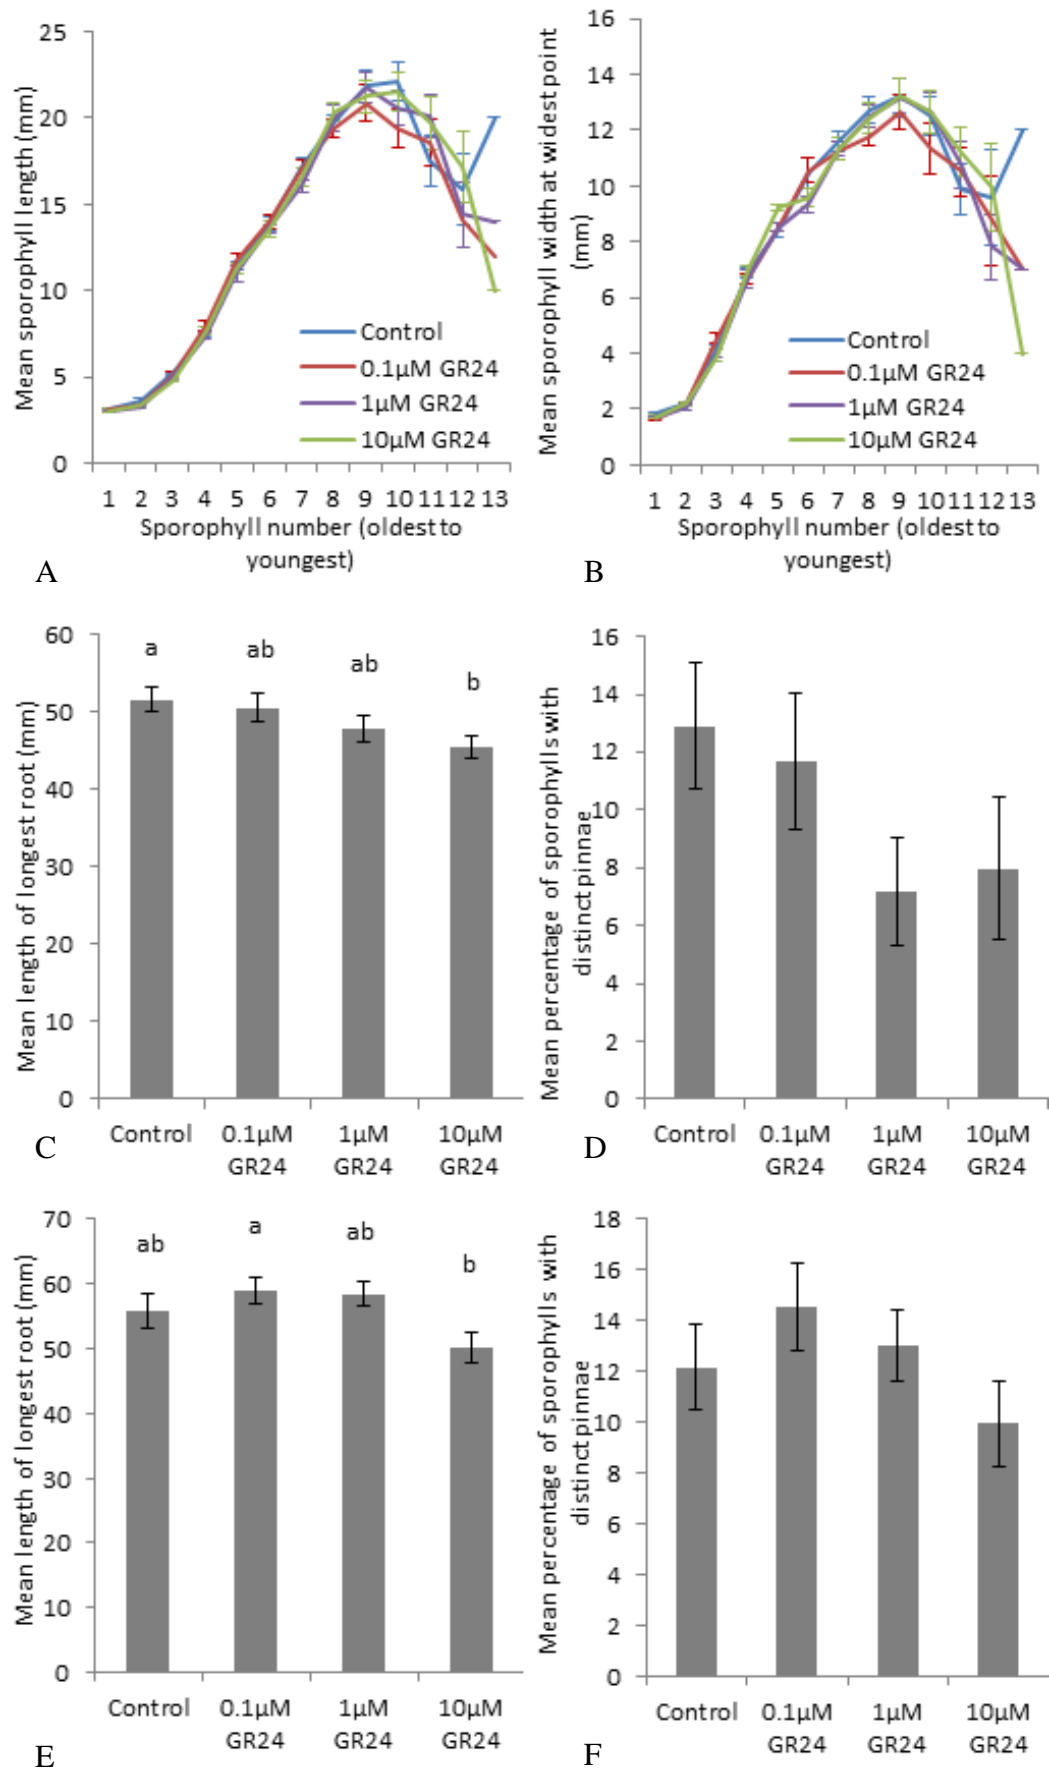 Mean sporophyll length (mm)
25
20
15
10
5
0
Control
0.1µM GR24
1µM GR24
10µM GR24
1 2 3 4 5 6 7 8 9 10 11 12 13
Sporophyll number (oldest to
youngest)
A
Mean sporophyll width at widest point
(mm)
16
14
12
10
8
6
4
2
0
Control
0.1µM GR24
1µM GR24
10µM GR24
1 2 3 4 5 6 7 8 9 10 11 12 13
Sporophyll number (oldest to
youngest)
B
Mean length of longest root (mm)
60
50
40
30
20
10
0
a
ab
ab
b
Control
0.1µM
GR24
1µM
GR24
10µM
GR24
C
Mean percentage of sporophylls with
distinct pinnae
16
14
12
10
8
6
4
2
0
Control
0.1µM
GR24
1µM
GR24
10µM
GR24
D
Mean length of longest root (mm)
70
60
50
40
30
20
10
0
ab
a
ab
b
Control
0.1µM
GR24
1µM
GR24
10µM
GR24
E
Mean percentage of sporophylls with
distinct pinnae
18
16
14
12
10
8
6
4
2
0
Control
0.1µM
GR24
1µM
GR24
10µM
GR24
F